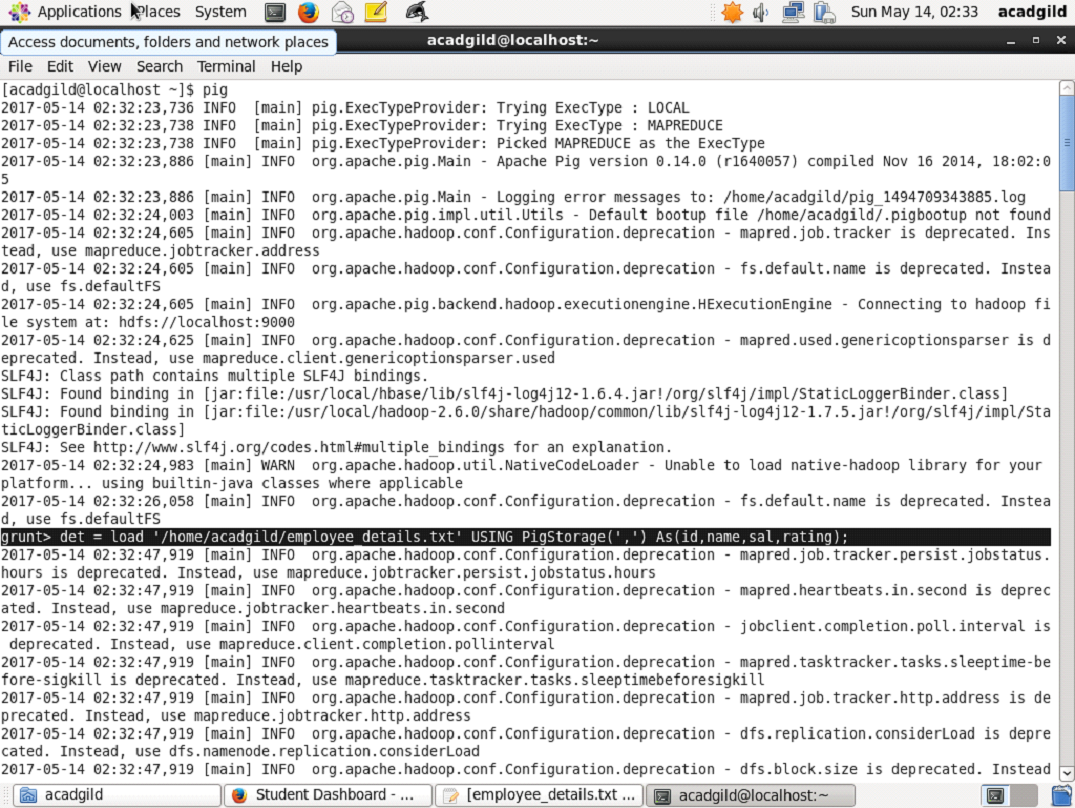 Applications Places System Sun May 14, 02:33 acadgild
Access documents, folders and network places
acadgild@localhost:~
File Edit View Search Terminal Help
[acadgild@localhost ~]$ pig
2017-05-14 02:32:23,736 INFO  [main] pig.ExecTypeProvider: Trying ExecType : LOCAL
2017-05-14 02:32:23,738 INFO  [main] pig.ExecTypeProvider: Trying ExecType : MAPREDUCE
2017-05-14 02:32:23,738 INFO  [main] pig.ExecTypeProvider: Picked MAPREDUCE as the ExecType
2017-05-14 02:32:23,886 [main] INFO  org.apache.pig.Main - Apache Pig version 0.14.0 (r1640057) compiled Nov 16 2014, 18:02:0
5
2017-05-14 02:32:23,886 [main] INFO  org.apache.pig.Main - Logging error messages to: /home/acadgild/pig_1494709343885.log
2017-05-14 02:32:24,003 [main] INFO  org.apache.pig.impl.util.Utils - Default bootup file /home/acadgild/.pigbootup not found
2017-05-14 02:32:24,605 [main] INFO  org.apache.hadoop.conf.Configuration.deprecation - mapred.job.tracker is deprecated. Ins
tead, use mapreduce.jobtracker.address
2017-05-14 02:32:24,605 [main] INFO  org.apache.hadoop.conf.Configuration.deprecation - fs.default.name is deprecated. Instea
d, use fs.defaultFS
2017-05-14 02:32:24,605 [main] INFO  org.apache.pig.backend.hadoop.executionengine.HExecutionEngine - Connecting to hadoop fi
le system at: hdfs://localhost:9000
2017-05-14 02:32:24,625 [main] INFO  org.apache.hadoop.conf.Configuration.deprecation - mapred.used.genericoptionsparser is d
eprecated. Instead, use mapreduce.client.genericoptionsparser.used
SLF4J: Class path contains multiple SLF4J bindings.
SLF4J: Found binding in [jar:file:/usr/local/hbase/lib/slf4j-log4j12-1.6.4.jar!/org/slf4j/impl/StaticLoggerBinder.class]
SLF4J: Found binding in [jar:file:/usr/local/hadoop-2.6.0/share/hadoop/common/lib/slf4j-log4j12-1.7.5.jar!/org/slf4j/impl/Sta
ticLoggerBinder.class]
SLF4J: See http://www.slf4j.org/codes.html#multiple_bindings for an explanation.
2017-05-14 02:32:24,983 [main] WARN  org.apache.hadoop.util.NativeCodeLoader - Unable to load native-hadoop library for your
platform... using builtin-java classes where applicable
2017-05-14 02:32:26,058 [main] INFO  org.apache.hadoop.conf.Configuration.deprecation - fs.default.name is deprecated. Instea
d, use fs.defaultFS
grunt> det = load '/home/acadgild/employee_details.txt' USING PigStorage(',') As(id,name,sal,rating);
2017-05-14 02:32:47,919 [main] INFO  org.apache.hadoop.conf.Configuration.deprecation - mapred.job.tracker.persist.jobstatus.
hours is deprecated. Instead, use mapreduce.jobtracker.persist.jobstatus.hours
2017-05-14 02:32:47,919 [main] INFO  org.apache.hadoop.conf.Configuration.deprecation - mapred.heartbeats.in.second is deprec
ated. Instead, use mapreduce.jobtracker.heartbeats.in.second
2017-05-14 02:32:47,919 [main] INFO  org.apache.hadoop.conf.Configuration.deprecation - jobclient.completion.poll.interval is
 deprecated. Instead, use mapreduce.client.completion.pollinterval
2017-05-14 02:32:47,919 [main] INFO  org.apache.hadoop.conf.Configuration.deprecation - mapred.tasktracker.tasks.sleeptime-be
fore-sigkill is deprecated. Instead, use mapreduce.tasktracker.tasks.sleeptimebeforesigkill
2017-05-14 02:32:47,919 [main] INFO  org.apache.hadoop.conf.Configuration.deprecation - mapred.job.tracker.http.address is de
precated. Instead, use mapreduce.jobtracker.http.address
2017-05-14 02:32:47,919 [main] INFO  org.apache.hadoop.conf.Configuration.deprecation - dfs.replication.considerLoad is depre
cated. Instead, use dfs.namenode.replication.considerLoad
2017-05-14 02:32:47,919 [main] INFO  org.apache.hadoop.conf.Configuration.deprecation - dfs.block.size is deprecated. Instead
acadgild Student Dashboard - ... [employee_details.txt ... acadgild@localhost:~